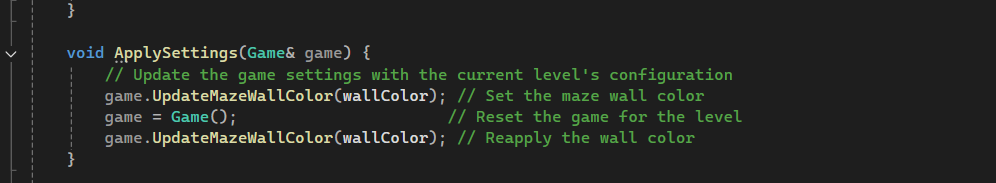 }
void ApplySettings(Game& game) {
// Update the game settings with the current level's configuration
game.UpdateMazeWallColor(wallColor); // Set the maze wall color
game = Game(); // Reset the game for the level
game.UpdateMazeWallColor(wallColor); // Reapply the wall color
}